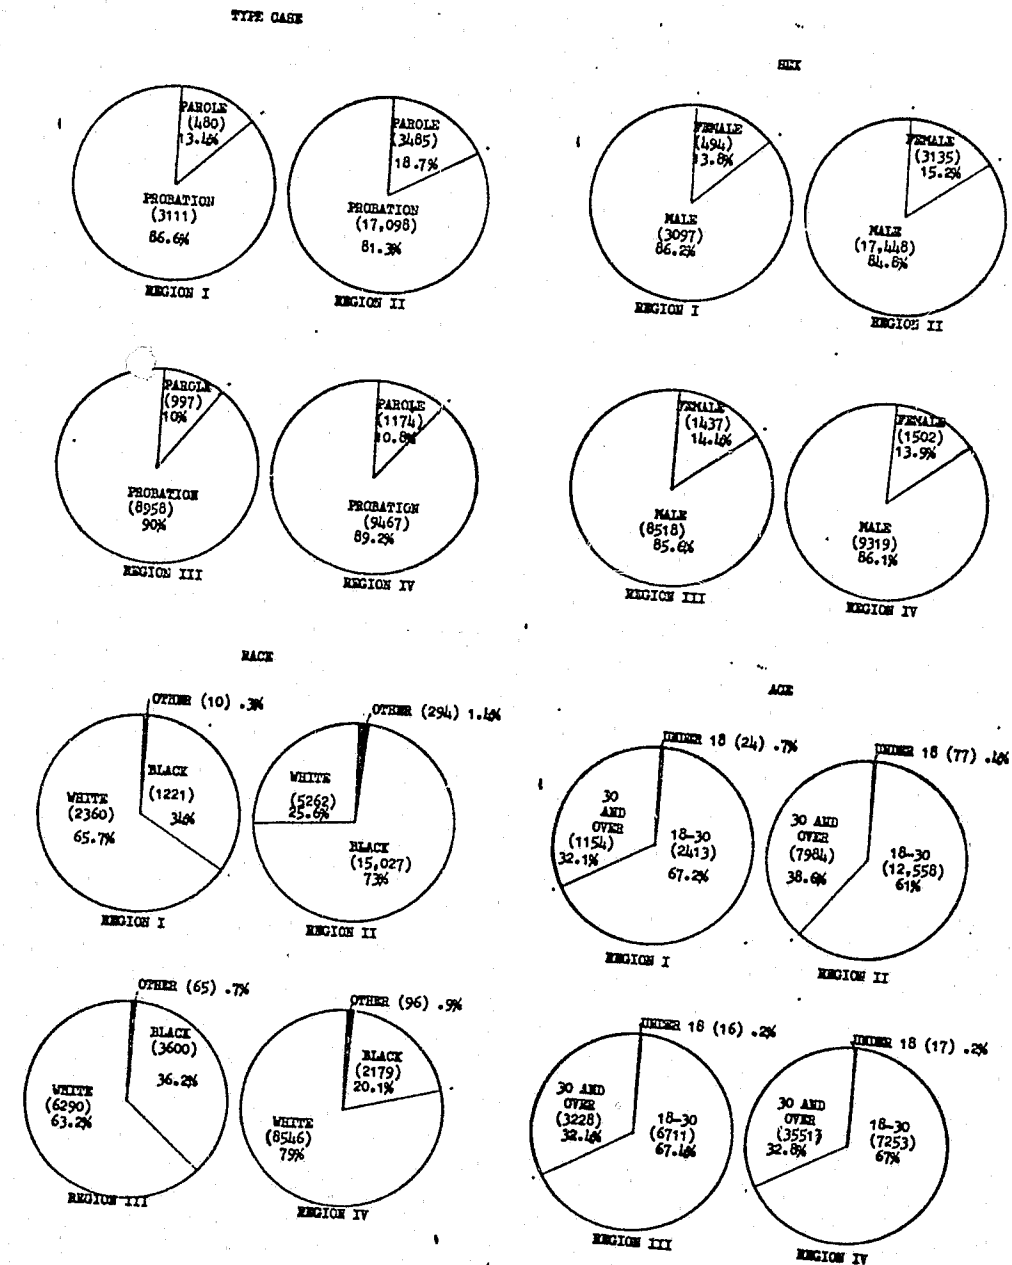 TYPE CASE
PAROLE
(480)
13.4%
PROBATION
(3111)
86.6%
REGION I
PAROLE
(3485)
18.7%
PROBATION
(17,098)
81.3%
REGION II
PAROLE
(997)
10%
PROBATION
(8958)
90%
REGION III
PAROLE
(1174)
10.8%
PROBATION
(9467)
89.2%
REGION IV
SEX
FEMALE
(494)
13.8%
MALE
(3097)
86.2%
REGION I
FEMALE
(3135)
15.2%
MALE
(17,448)
84.8%
REGION II
FEMALE
(1437)
14.4%
MALE
(8518)
85.6%
REGION III
FEMALE
(1502)
13.9%
MALE
(9319)
86.1%
REGION IV
RACE
OTHER (10) .3%
BLACK
(1221)
34%
WHITE
(2360)
65.7%
REGION I
OTHER (294) 1.4%
WHITE
(5262)
25.6%
BLACK
(15,027)
73%
REGION II
OTHER (65) .7%
BLACK
(3600)
36.2%
WHITE
(6290)
63.2%
REGION III
OTHER (96) .9%
BLACK
(2179)
20.1%
WHITE
(8546)
79%
REGION IV
AGE
UNDER 18 (24) .7%
30
AND
OVER
(1154)
32.1%
18-30
(2413)
67.2%
REGION I
UNDER 18 (77) .4%
30 AND
OVER
(7984)
38.6%
18-30
(12,558)
61%
REGION II
UNDER 18 (16) .2%
30 AND
OVER
(3228)
32.4%
18-30
(6711)
67.4%
REGION III
UNDER 18 (17) .2%
30 AND
OVER
(3551)
32.8%
18-30
(7253)
67%
REGION IV